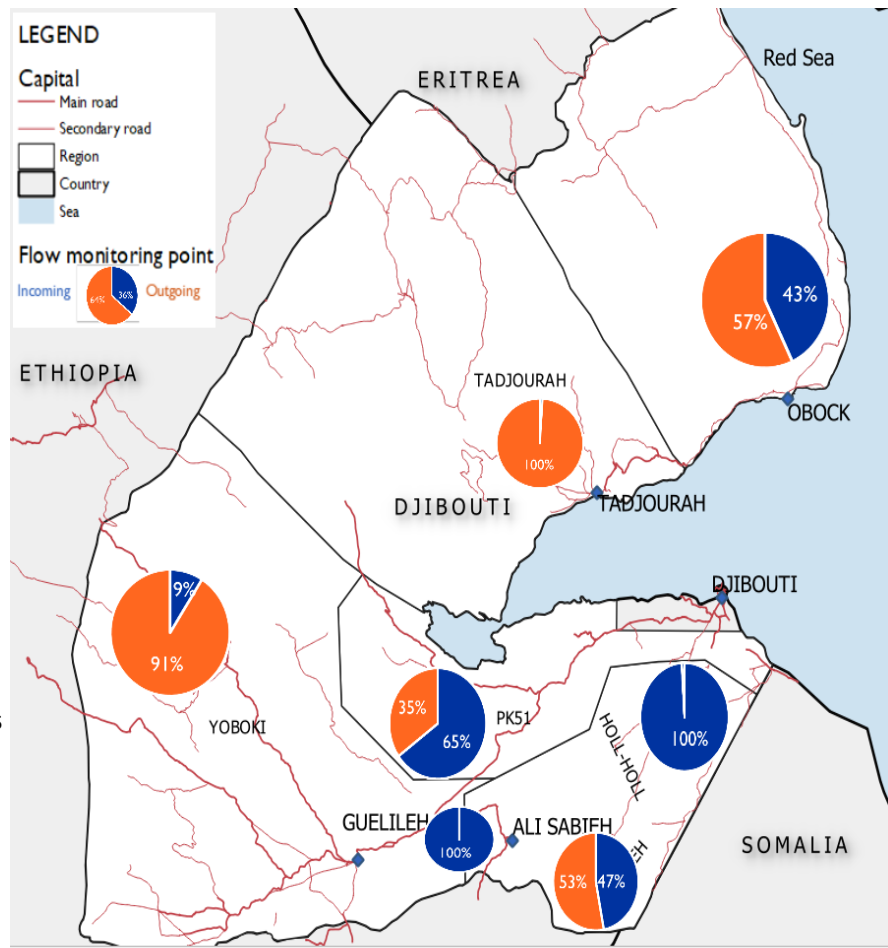 LEGEND
Capital
Main road
Secondary road
Region
Country
Sea
Flow monitoring point
Incoming
64%
36%
Outgoing
ERITREA
Red Sea
ETHIOPIA
43%
57%
OBOCK
TADJOURAH
100%
TADJOURAH
DJIBOUTI
DJIBOUTI
9%
91%
YOBOKI
35%
65%
PK51
100%
HOLL-HOLL
GUELILEH
100%
ALI SABIEH
53%
47%
SOMALIA